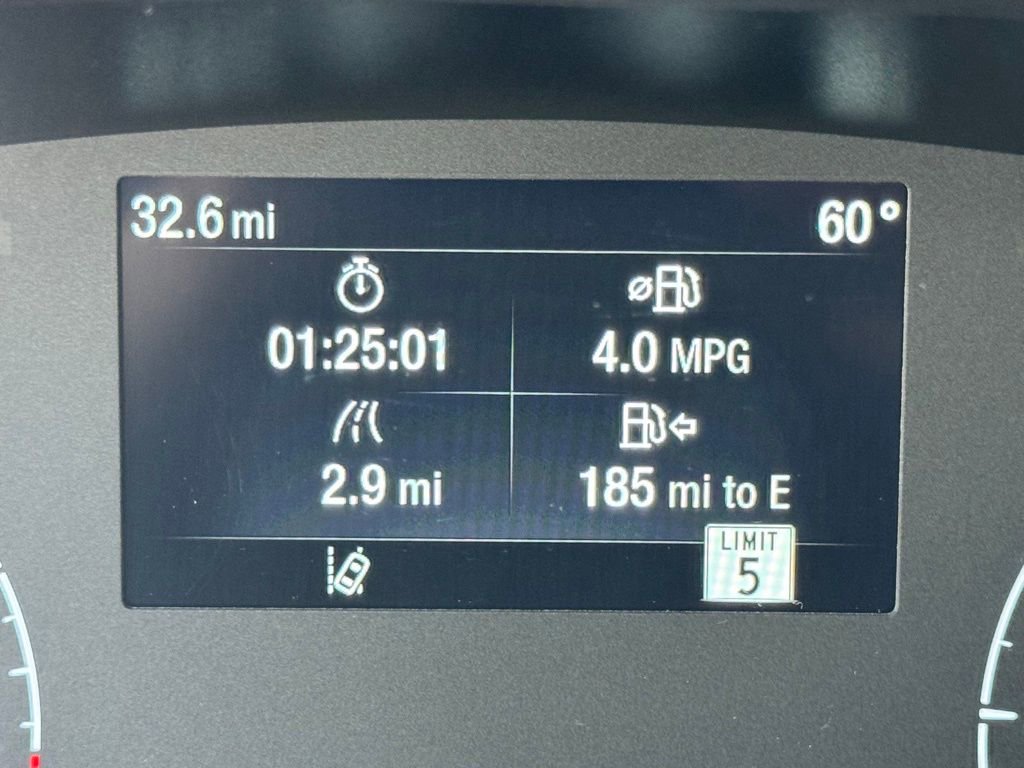 32.6 mi 60°
01:25:01 ⌀ 4.0 MPG
2.9 mi 185 mi to E
LIMIT
5